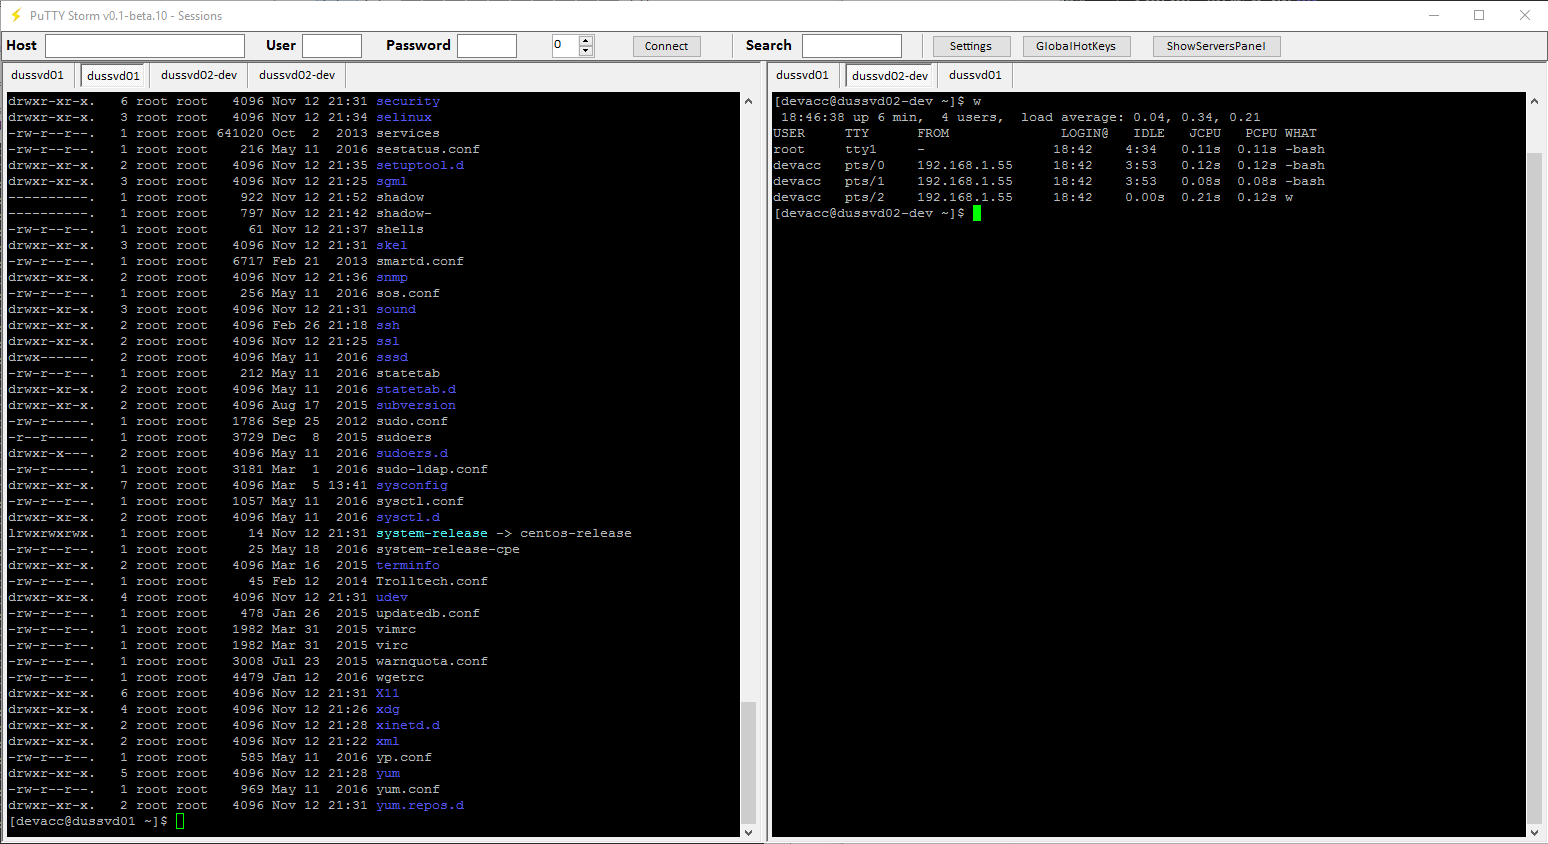 PuTTY Storm v0.1-beta.10 - Sessions
Host User Password 0 Connect Search Settings GlobalHotKeys ShowServersPanel
dussvd01 dussvd01 dussvd02-dev dussvd02-dev
drwxr-xr-x. 6 root root 4096 Nov 12 21:31 security
drwxr-xr-x. 3 root root 4096 Nov 12 21:34 selinux
-rw-r--r--. 1 root root 641020 Oct 2 2013 services
-rw-r--r--. 1 root root 216 May 11 2016 sestatus.conf
drwxr-xr-x. 2 root root 4096 Nov 12 21:35 setuptool.d
drwxr-xr-x. 3 root root 4096 Nov 12 21:25 sgml
----------. 1 root root 922 Nov 12 21:52 shadow
----------. 1 root root 797 Nov 12 21:42 shadow-
-rw-r--r--. 1 root root 61 Nov 12 21:37 shells
drwxr-xr-x. 3 root root 4096 Nov 12 21:31 skel
-rw-r--r--. 1 root root 6717 Feb 21 2013 smartd.conf
drwxr-xr-x. 2 root root 4096 Nov 12 21:36 snmp
-rw-r--r--. 1 root root 256 May 11 2016 sos.conf
drwxr-xr-x. 3 root root 4096 Nov 12 21:31 sound
drwxr-xr-x. 2 root root 4096 Feb 26 21:18 ssh
drwxr-xr-x. 2 root root 4096 Nov 12 21:25 ssl
drwx------. 2 root root 4096 May 11 2016 sssd
-rw-r--r--. 1 root root 212 May 11 2016 statetab
drwxr-xr-x. 2 root root 4096 May 11 2016 statetab.d
drwxr-xr-x. 2 root root 4096 Aug 17 2015 subversion
-rw-r-----. 1 root root 1786 Sep 25 2012 sudo.conf
-r--r-----. 1 root root 3729 Dec 8 2015 sudoers
drwxr-x---. 2 root root 4096 May 11 2016 sudoers.d
-rw-r-----. 1 root root 3181 Mar 1 2016 sudo-ldap.conf
drwxr-xr-x. 7 root root 4096 Mar 5 13:41 sysconfig
-rw-r--r--. 1 root root 1057 May 11 2016 sysctl.conf
drwxr-xr-x. 2 root root 4096 May 11 2016 sysctl.d
lrwxrwxrwx. 1 root root 14 Nov 12 21:31 system-release -> centos-release
-rw-r--r--. 1 root root 25 May 18 2016 system-release-cpe
drwxr-xr-x. 2 root root 4096 Mar 16 2015 terminfo
-rw-r--r--. 1 root root 45 Feb 12 2014 Trolltech.conf
drwxr-xr-x. 4 root root 4096 Nov 12 21:31 udev
-rw-r--r--. 1 root root 478 Jan 26 2015 updatedb.conf
-rw-r--r--. 1 root root 1982 Mar 31 2015 vimrc
-rw-r--r--. 1 root root 1982 Mar 31 2015 virc
-rw-r--r--. 1 root root 3008 Jul 23 2015 warnquota.conf
-rw-r--r--. 1 root root 4479 Jan 12 2016 wgetrc
drwxr-xr-x. 6 root root 4096 Nov 12 21:31 X11
drwxr-xr-x. 4 root root 4096 Nov 12 21:26 xdg
drwxr-xr-x. 2 root root 4096 Nov 12 21:28 xinetd.d
drwxr-xr-x. 2 root root 4096 Nov 12 21:22 xml
-rw-r--r--. 1 root root 585 May 11 2016 yp.conf
drwxr-xr-x. 5 root root 4096 Nov 12 21:28 yum
-rw-r--r--. 1 root root 969 May 11 2016 yum.conf
drwxr-xr-x. 2 root root 4096 Nov 12 21:31 yum.repos.d
[devacc@dussvd01 ~]$
dussvd01 dussvd02-dev dussvd01
[devacc@dussvd02-dev ~]$ w
18:46:38 up 6 min, 4 users, load average: 0.04, 0.34, 0.21
USER TTY FROM LOGIN@ IDLE JCPU PCPU WHAT
root tty1 - 18:42 4:34 0.11s 0.11s -bash
devacc pts/0 192.168.1.55 18:42 3:53 0.12s 0.12s -bash
devacc pts/1 192.168.1.55 18:42 3:53 0.08s 0.08s -bash
devacc pts/2 192.168.1.55 18:42 0.00s 0.21s 0.12s w
[devacc@dussvd02-dev ~]$